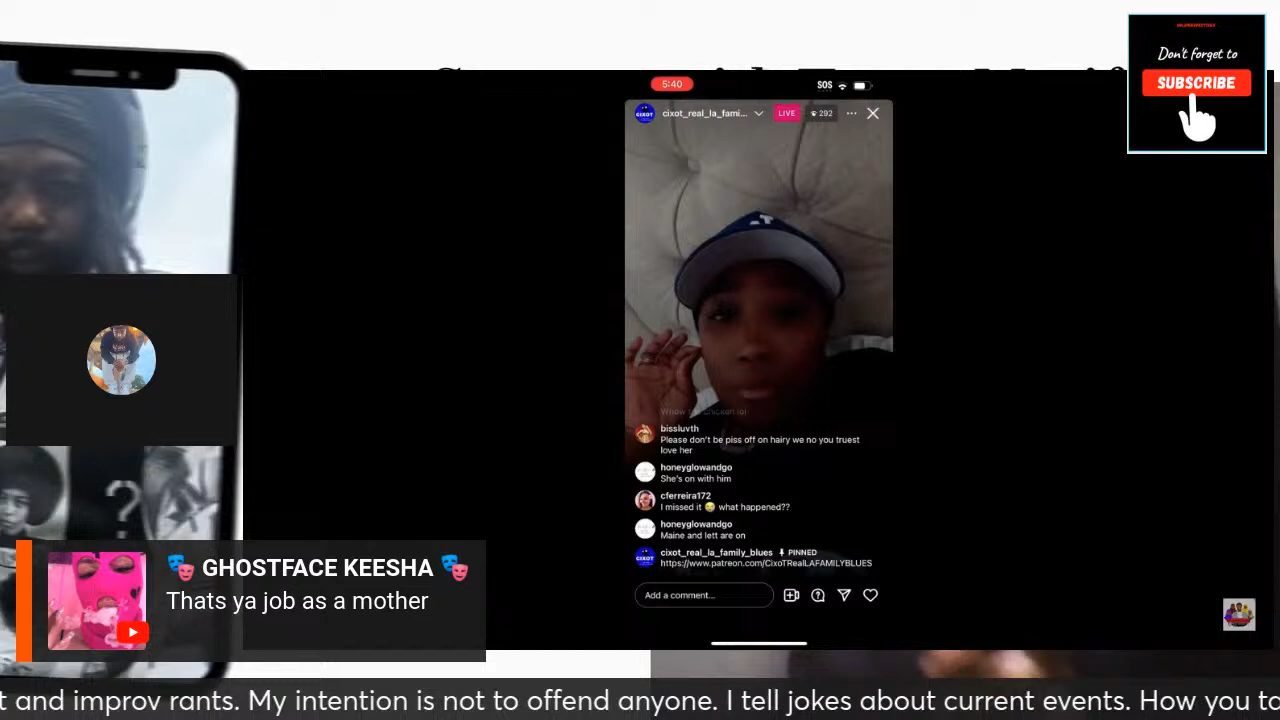 Don't forget to
SUBSCRIBE
5:40
SOS
CIXOT
cixot_real_la_fami...
LIVE
292
bissluvth
Please don't be piss off on hairy we no you truest
love her
honeyglowandgo
She's on with him
cferreira172
I missed it 😭 what happened??
honeyglowandgo
Maine and lett are on
CIXOT
cixot_real_la_family_blues PINNED
https://www.patreon.com/CixoTRealLAFAMILYBLUES
Add a comment...
?
🎭 GHOSTFACE KEESHA 🎭
Thats ya job as a mother
t and improv rants. My intention is not to offend anyone. I tell jokes about current events. How you to